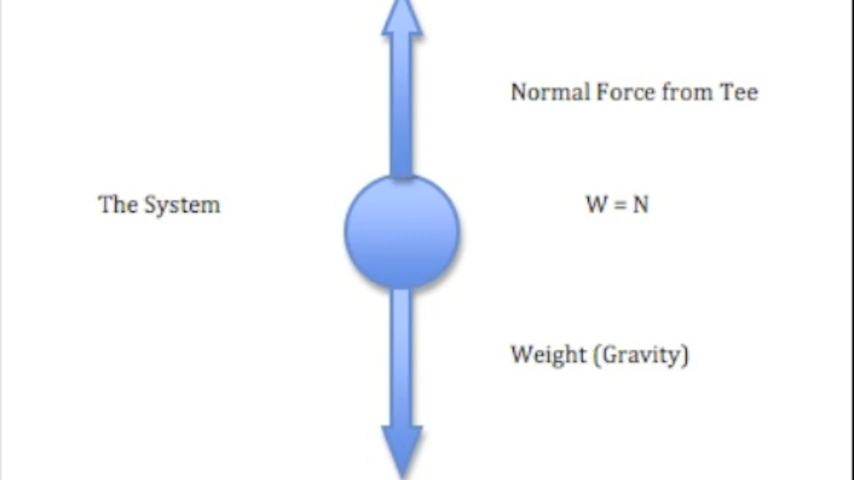 Normal Force from Tee
The System
W = N
Weight (Gravity)